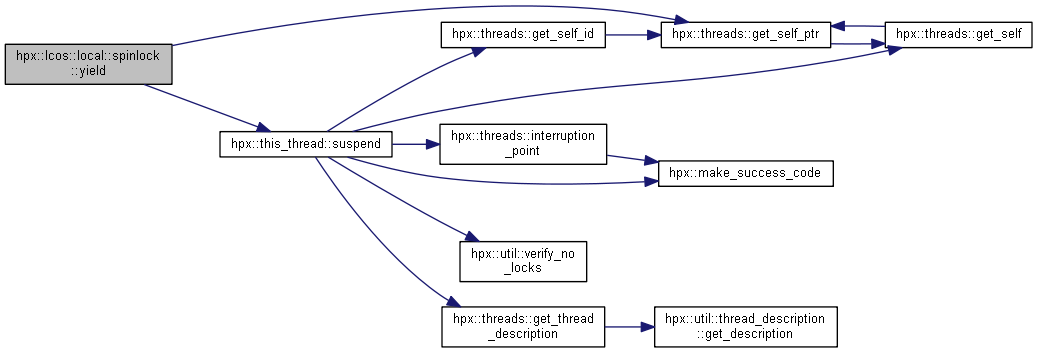 hpx::lcos::local::spinlock
::yield
hpx::this_thread::suspend
hpx::threads::get_self_id
hpx::threads::get_self_ptr
hpx::threads::get_self
hpx::threads::interruption
_point
hpx::make_success_code
hpx::util::verify_no
_locks
hpx::threads::get_thread
_description
hpx::util::thread_description
::get_description